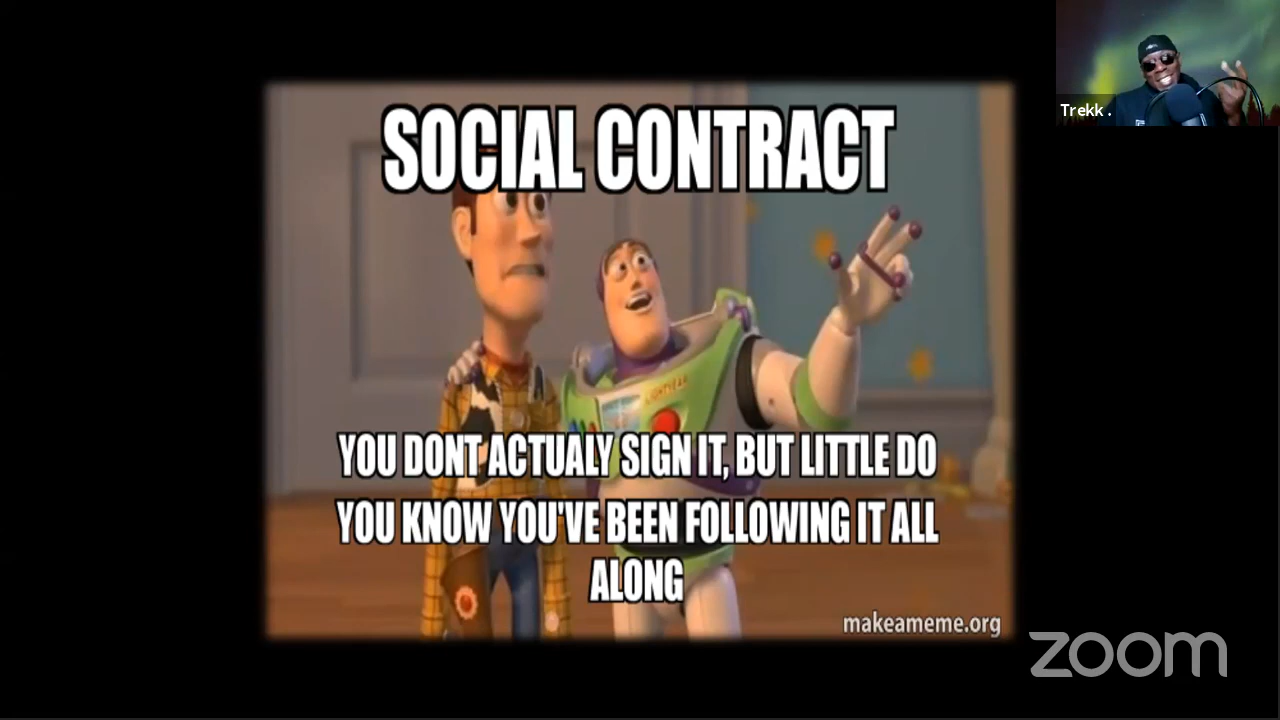 SOCIAL CONTRACT
Trekk .
LIGHTYEAR
YOU DONT ACTUALY SIGN IT, BUT LITTLE DO
YOU KNOW YOU'VE BEEN FOLLOWING IT ALL
ALONG
makeameme.org
zoom